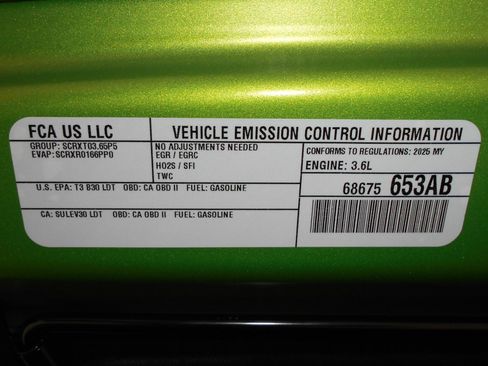 FCA US LLC
VEHICLE EMISSION CONTROL INFORMATION
GROUP: SCRXT03.65P5
EVAP: SCRXR0166PP0
NO ADJUSTMENTS NEEDED
EGR / EGRC
HO2S / SFI
TWC
CONFORMS TO REGULATIONS: 2025 MY
ENGINE: 3.6L
68675 653AB
U.S. EPA: T3 B30 LDT OBD: CA OBD II FUEL: GASOLINE
CA: SULEV30 LDT OBD: CA OBD II FUEL: GASOLINE